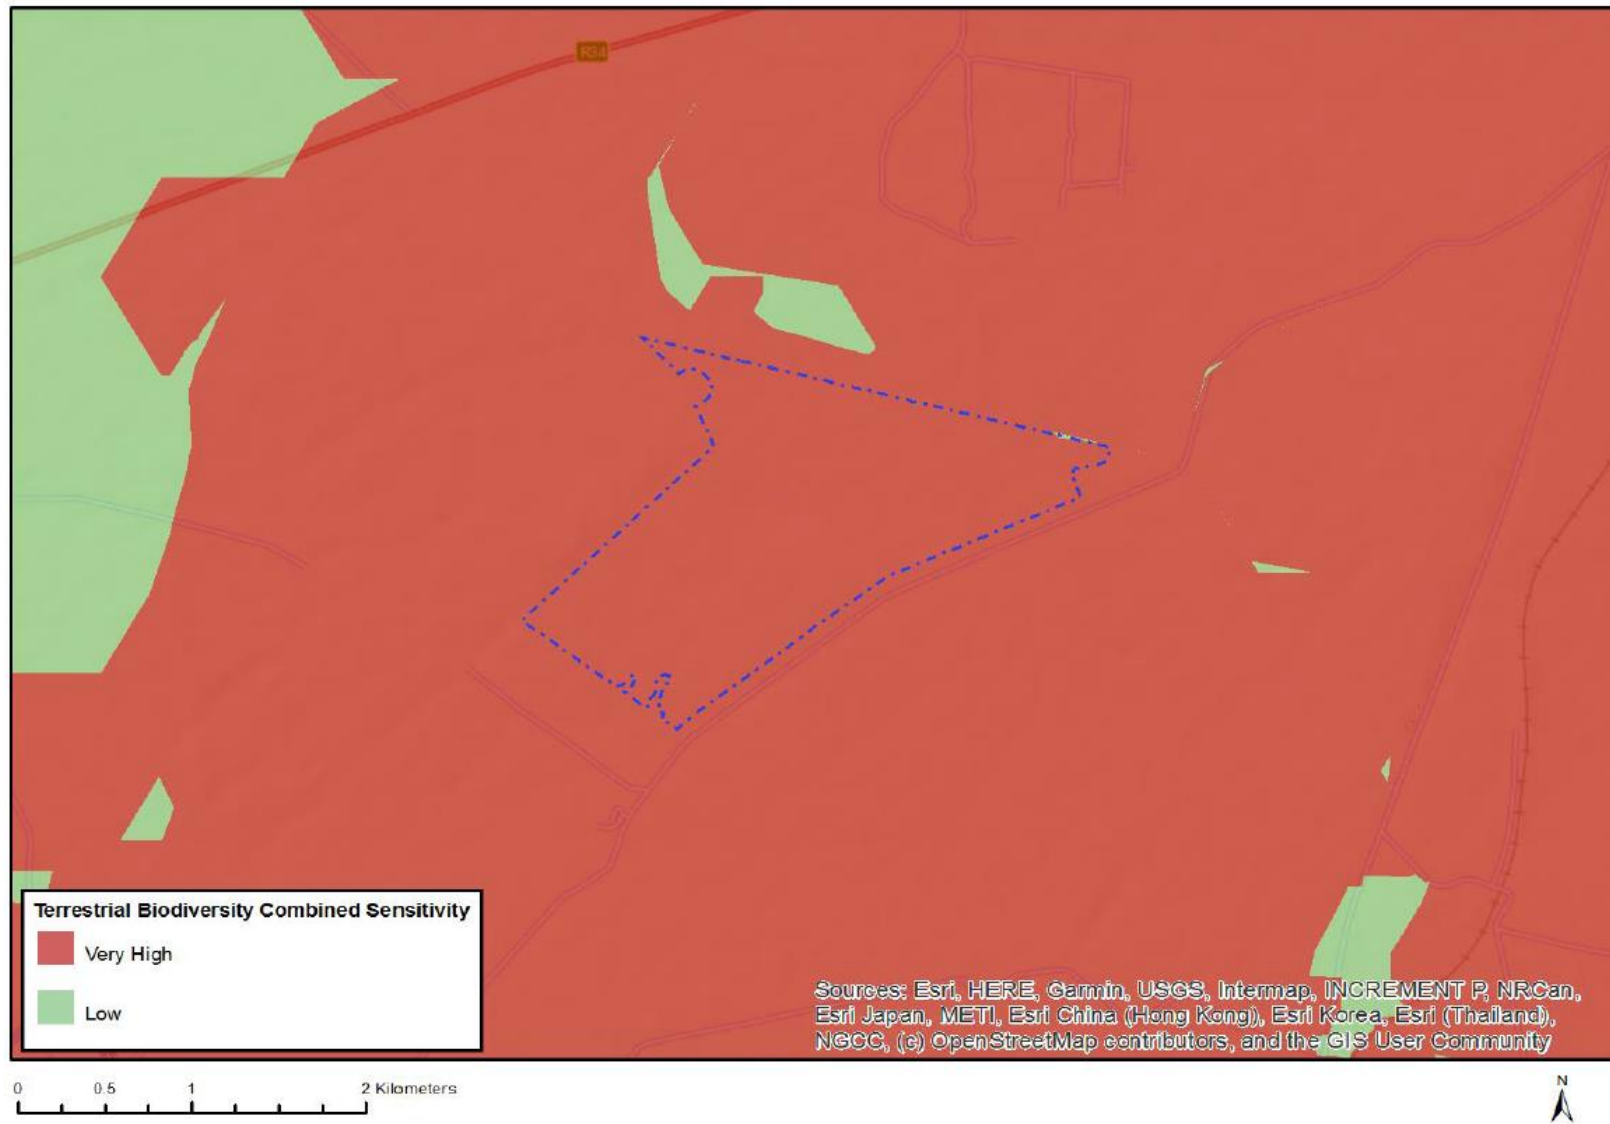 R34
Terrestrial Biodiversity Combined Sensitivity
Very High
Low
Sources: Esri, HERE, Garmin, USGS, Intermap, INCREMENT P, NRCan,
Esri Japan, METI, Esri China (Hong Kong), Esri Korea, Esri (Thailand),
NGCC, (c) OpenStreetMap contributors, and the GIS User Community
0 0.5 1 2 Kilometers
N